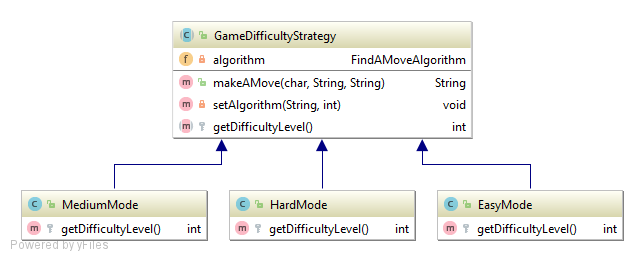 GameDifficultyStrategy
algorithm FindAMoveAlgorithm
makeAMove(char, String, String) String
setAlgorithm(String, int) void
getDifficultyLevel() int
MediumMode
getDifficultyLevel() int
HardMode
getDifficultyLevel() int
EasyMode
getDifficultyLevel() int
Powered by yFiles